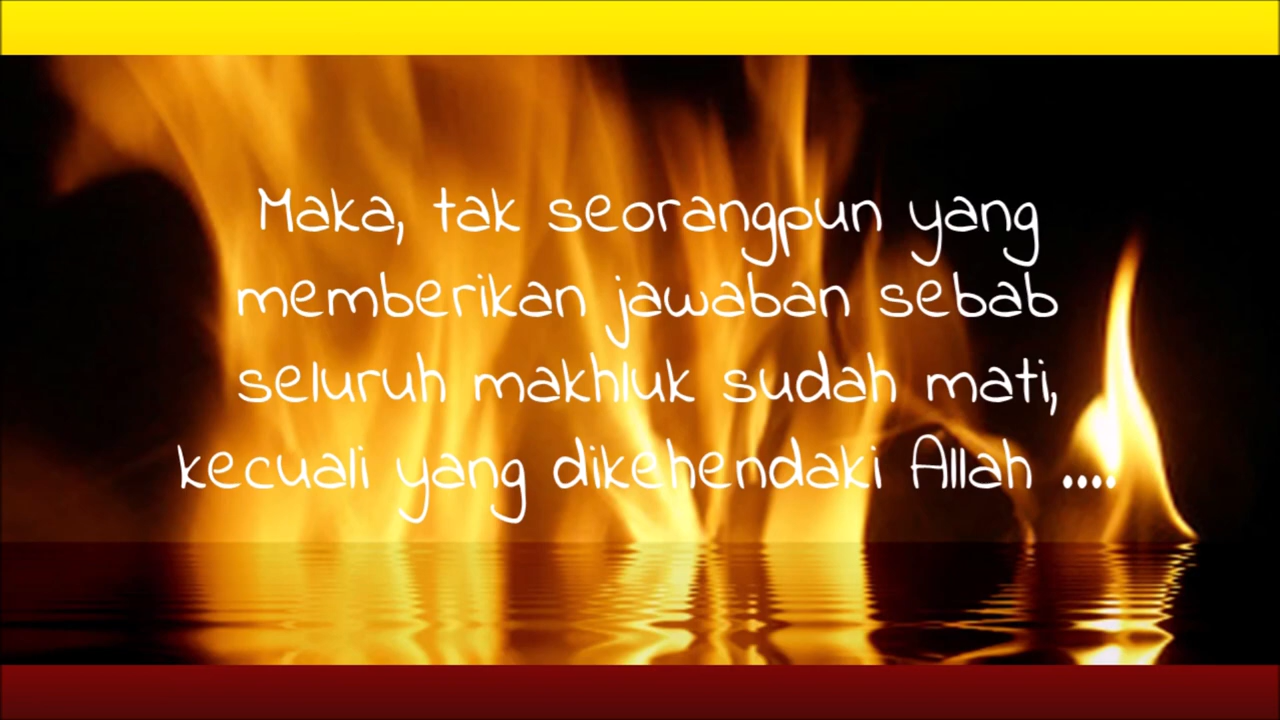 Maka, tak seorangpun yang
memberikan jawaban sebab
seluruh makhluk sudah mati,
kecuali yang dikehendaki Allah ....